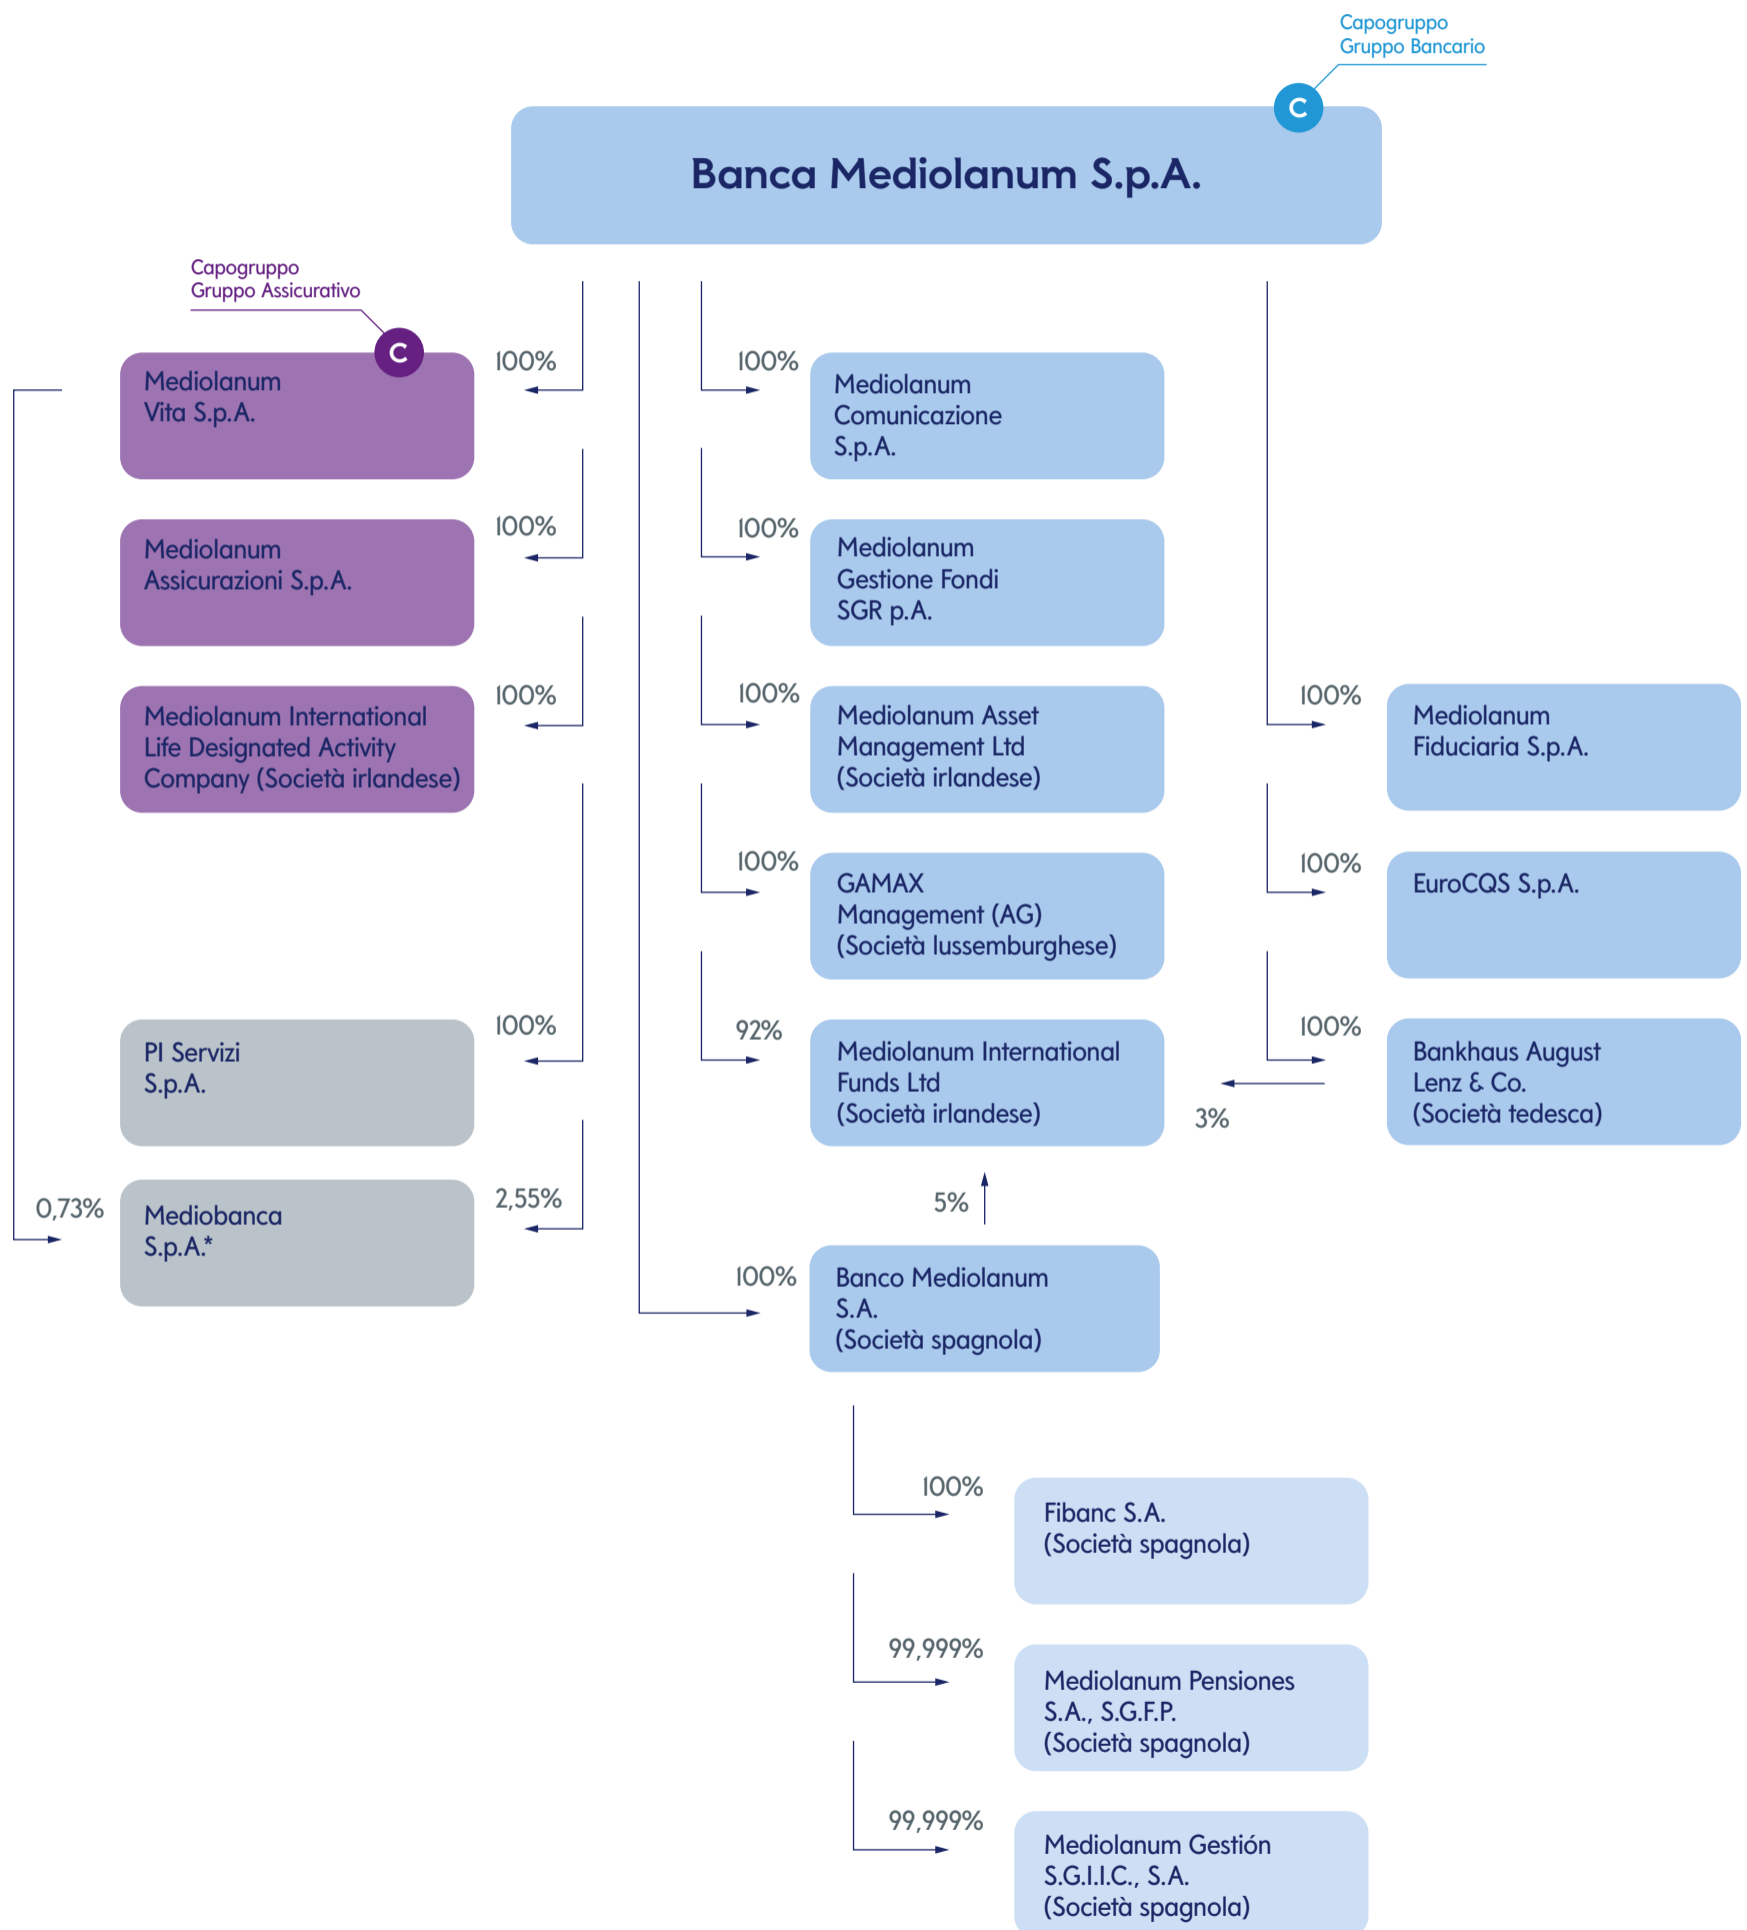 Capogruppo
Gruppo Bancario
C
Banca Mediolanum S.p.A.
Capogruppo
Gruppo Assicurativo
C
Mediolanum
Vita S.p.A.
100%
100%
Mediolanum
Comunicazione
S.p.A.
Mediolanum
Assicurazioni S.p.A.
100%
100%
Mediolanum
Gestione Fondi
SGR p.A.
Mediolanum International
Life Designated Activity
Company (Società irlandese)
100%
100%
Mediolanum Asset
Management Ltd
(Società irlandese)
100%
Mediolanum
Fiduciaria S.p.A.
100%
GAMAX
Management (AG)
(Società lussemburghese)
100%
EuroCQS S.p.A.
PI Servizi
S.p.A.
100%
92%
Mediolanum International
Funds Ltd
(Società irlandese)
100%
Bankhaus August
Lenz & Co.
(Società tedesca)
3%
0,73%
Mediobanca
S.p.A.*
2,55%
5%
100%
Banco Mediolanum
S.A.
(Società spagnola)
100%
Fibanc S.A.
(Società spagnola)
99,999%
Mediolanum Pensiones
S.A., S.G.F.P.
(Società spagnola)
99,999%
Mediolanum Gestión
S.G.I.I.C., S.A.
(Società spagnola)